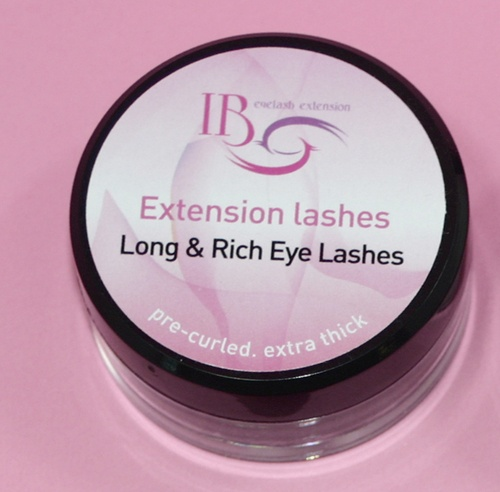 IB eyelash extension
Extension lashes
Long & Rich Eye Lashes
pre-curled. extra thick